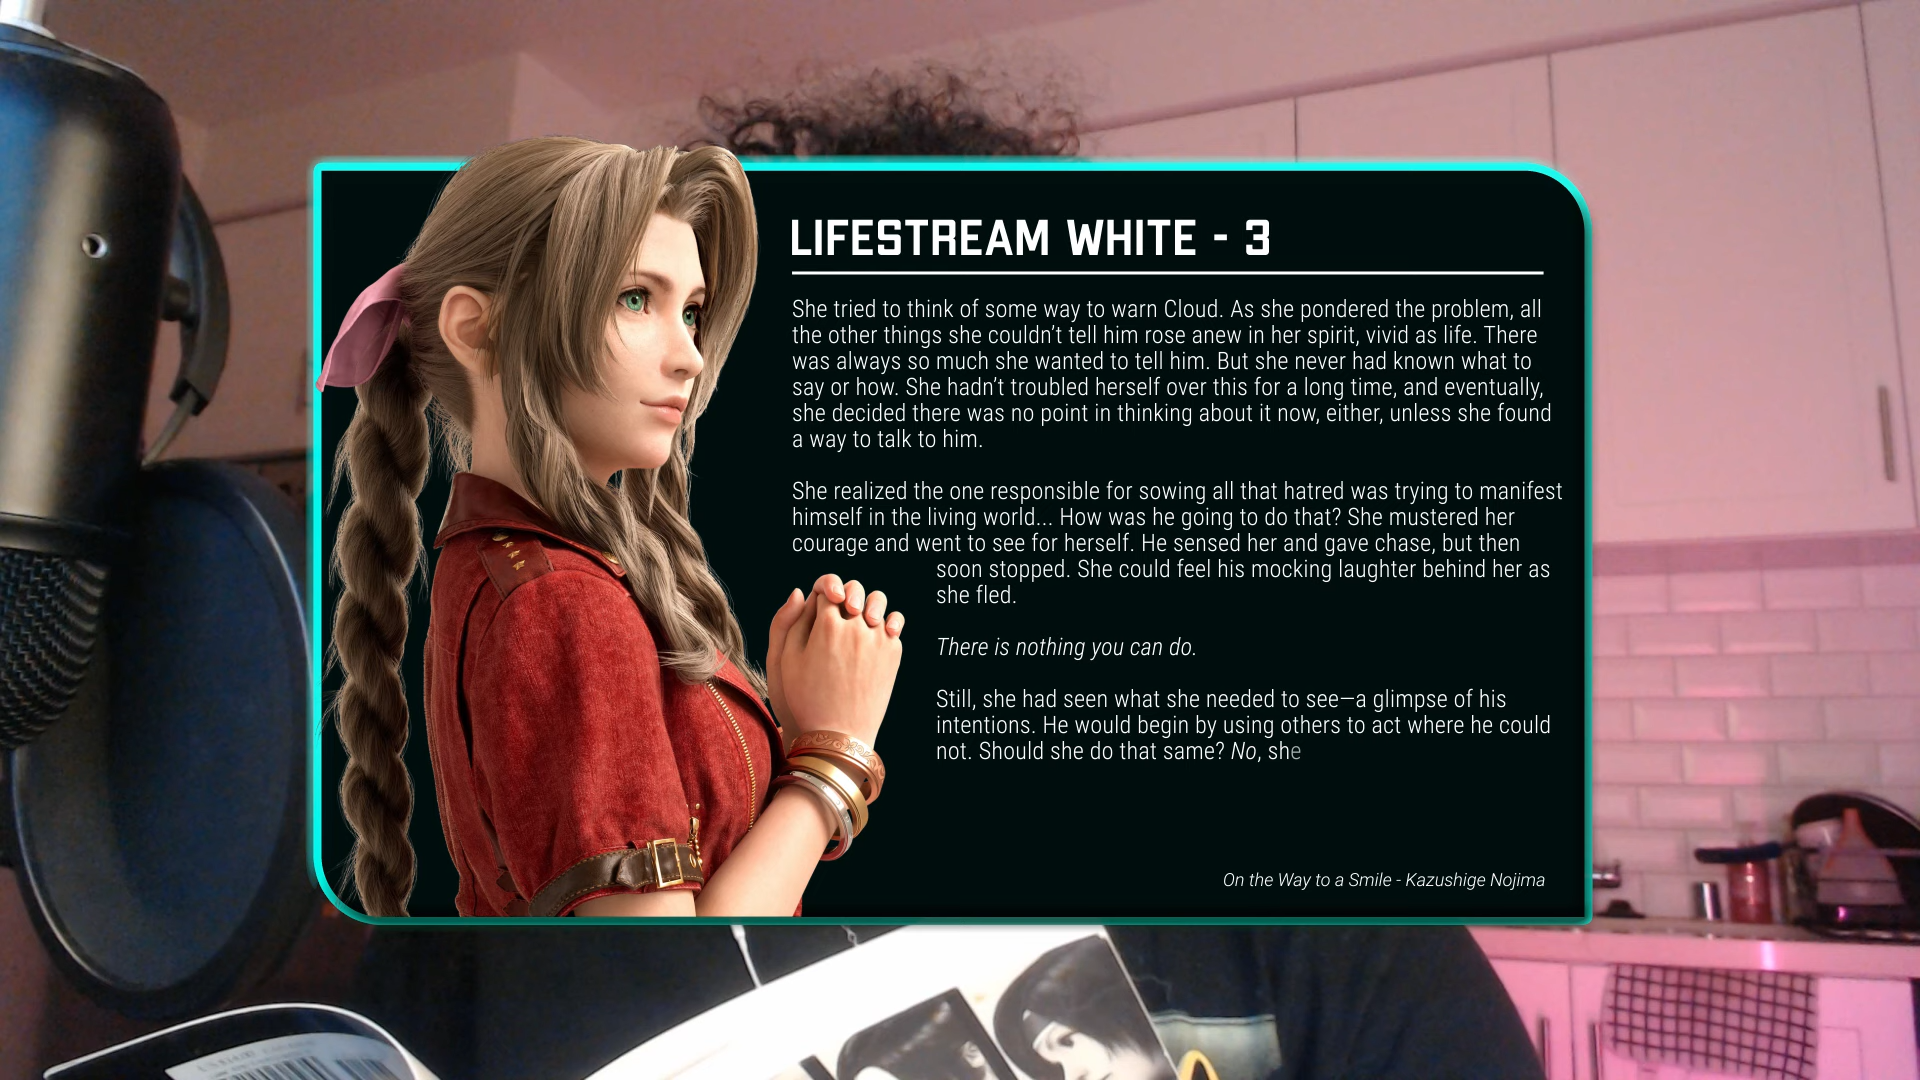 LIFESTREAM WHITE - 3
She tried to think of some way to warn Cloud. As she pondered the problem, all
the other things she couldn't tell him rose anew in her spirit, vivid as life. There
was always so much she wanted to tell him. But she never had known what to
say or how. She hadn't troubled herself over this for a long time, and eventually,
she decided there was no point in thinking about it now, either, unless she found
a way to talk to him.
She realized the one responsible for sowing all that hatred was trying to manifest
himself in the living world... How was he going to do that? She mustered her
courage and went to see for herself. He sensed her and gave chase, but then
soon stopped. She could feel his mocking laughter behind her as
she fled.
There is nothing you can do.
Still, she had seen what she needed to see—a glimpse of his
intentions. He would begin by using others to act where he could
not. Should she do that same? No, she
On the Way to a Smile - Kazushige Nojima